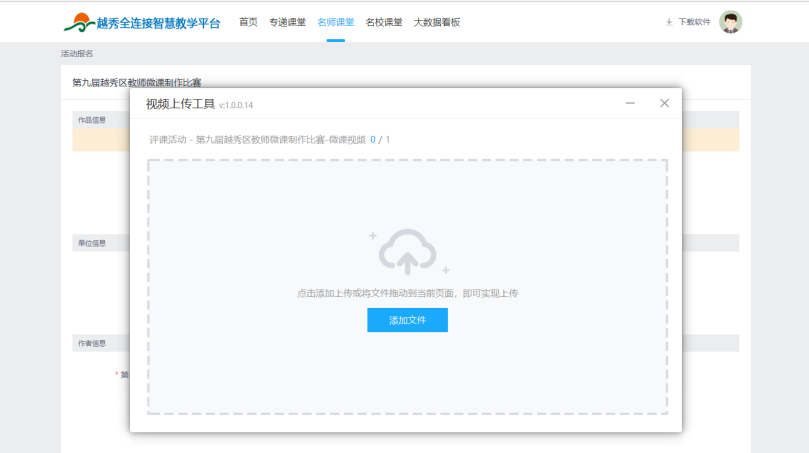 越秀全连接智慧教学平台 首页 专递课堂 名师课堂 名校课堂 大数据看板 下载软件
活动报名
第九届越秀区教师微课制作比赛
视频上传工具 v:1.0.0.14
作品信息
评课活动 - 第九届越秀区教师微课制作比赛-微课视频 0 / 1
单位信息
点击添加上传或将文件拖动到当前页面，即可实现上传
添加文件
作者信息
* 第